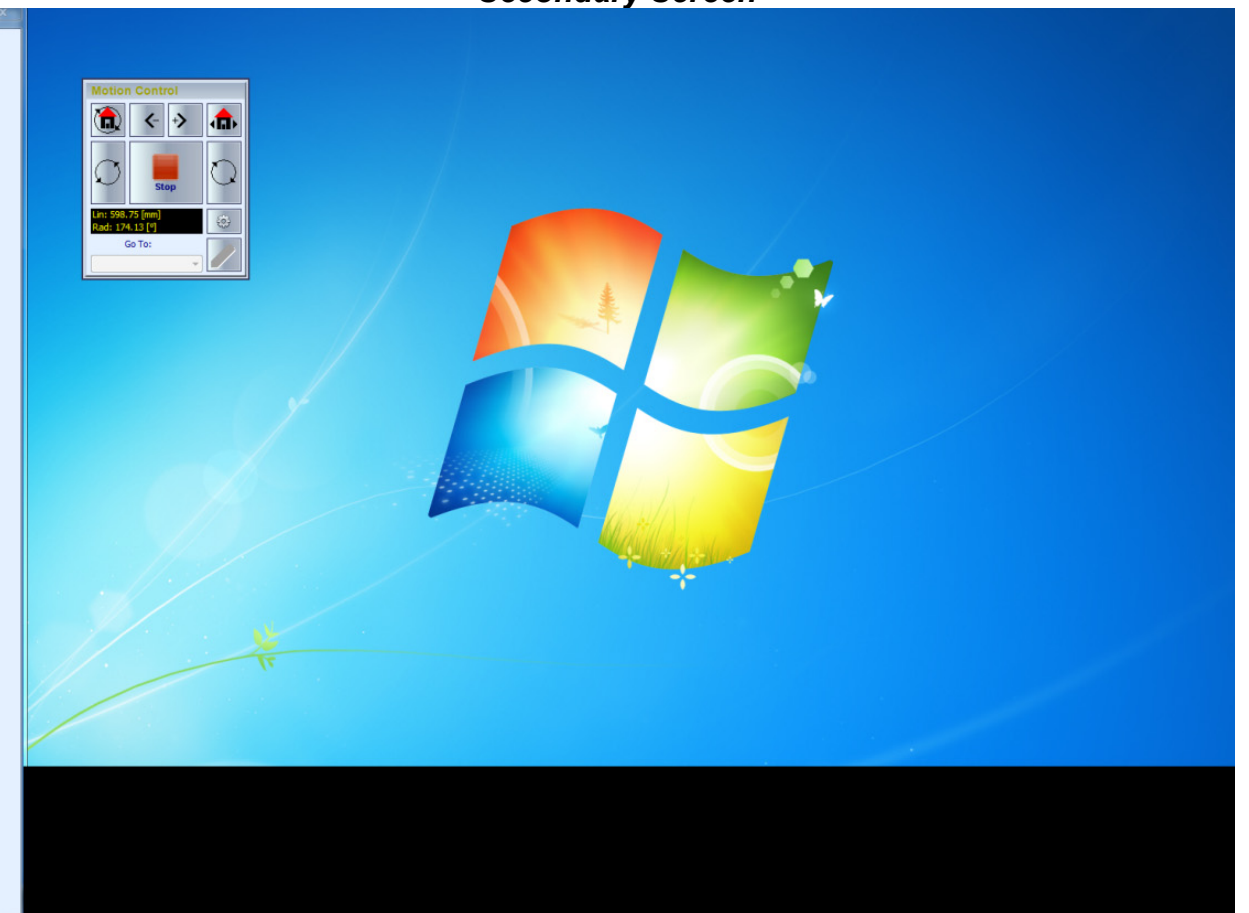 Secondary Screen
Motion Control
Stop
Lin: 598.75 [mm]
Rad: 174.13 [°]
Go To: